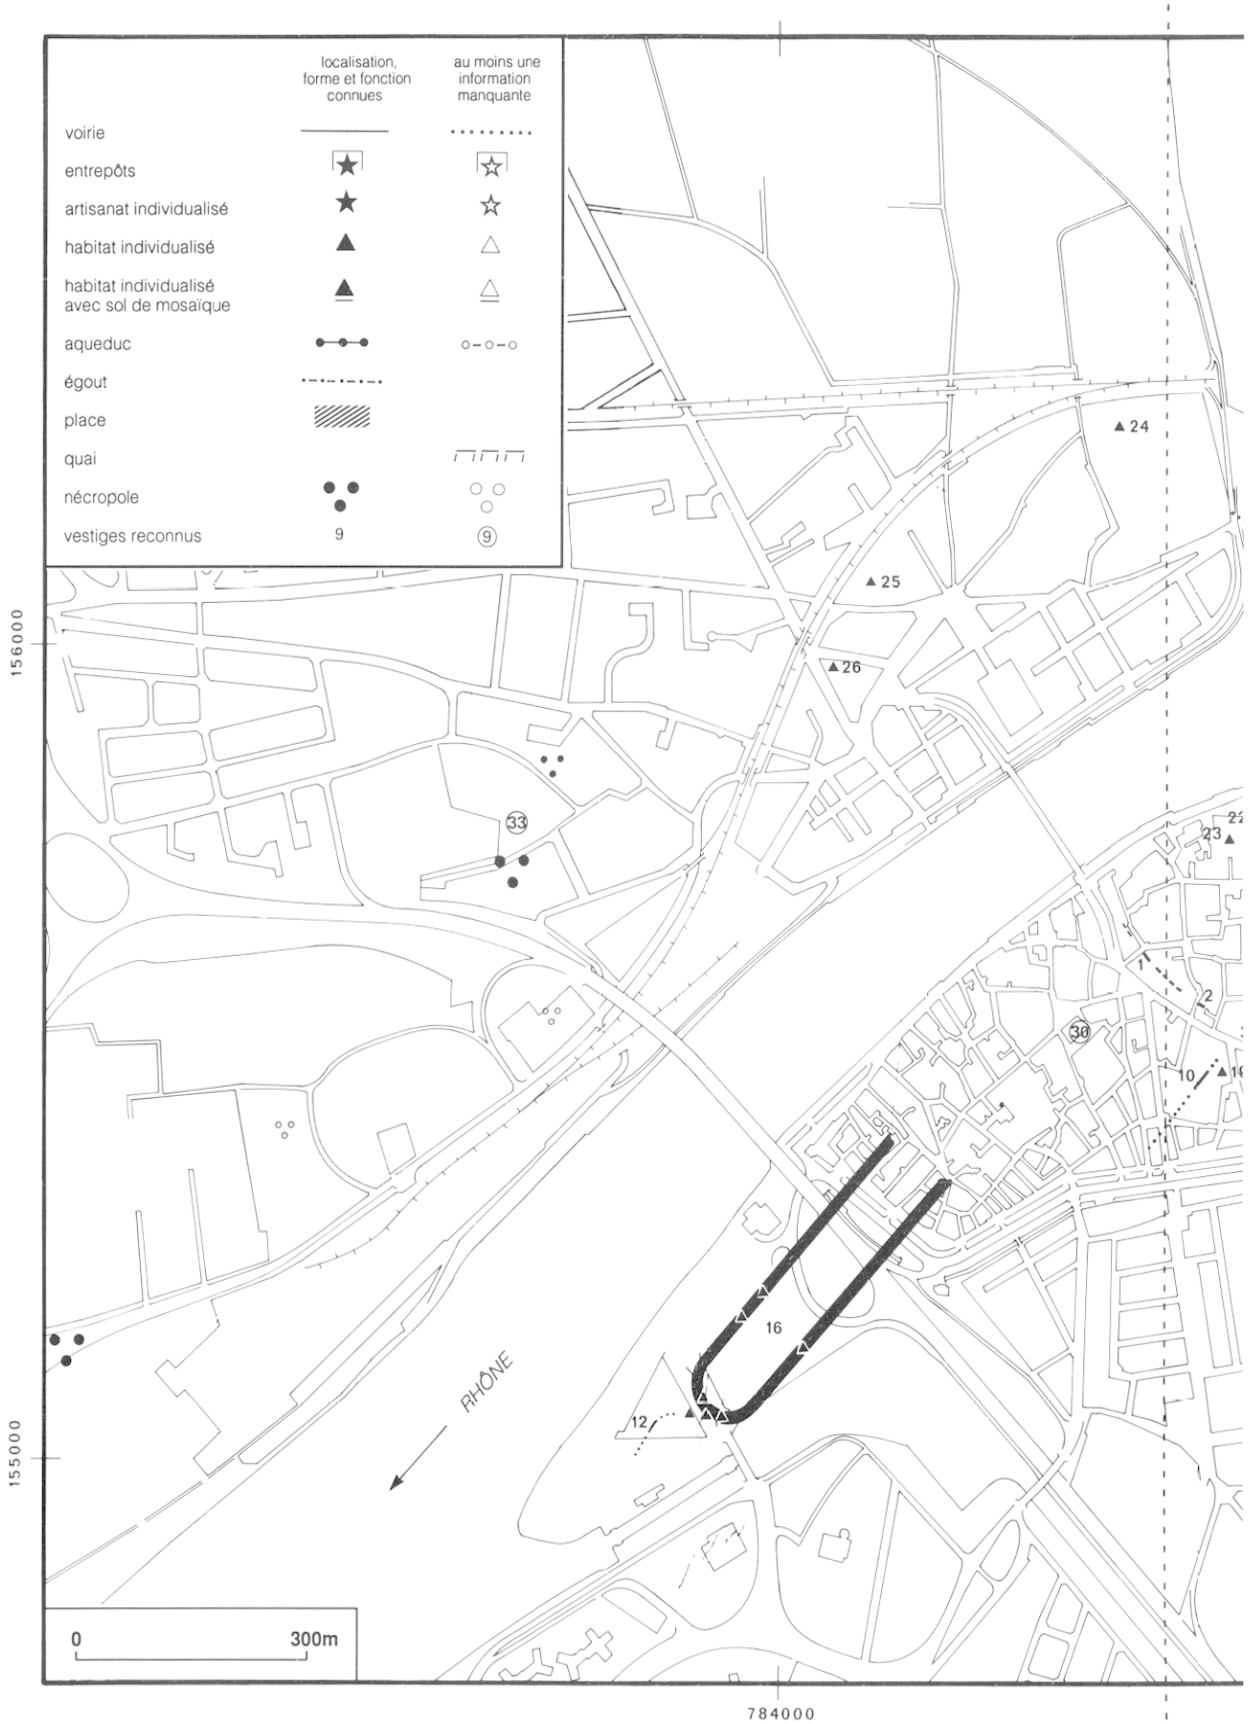 localisation,
forme et fonction
connues
au moins une
information
manquante
voirie
entrepôts
artisanat individualisé
habitat individualisé
habitat individualisé
avec sol de mosaïque
aqueduc
égout
place
quai
nécropole
vestiges reconnus 9 9
24
25
26
156000
33
22
23
1
2
30
10
16
RHÔNE
12
155000
0 300m
784000